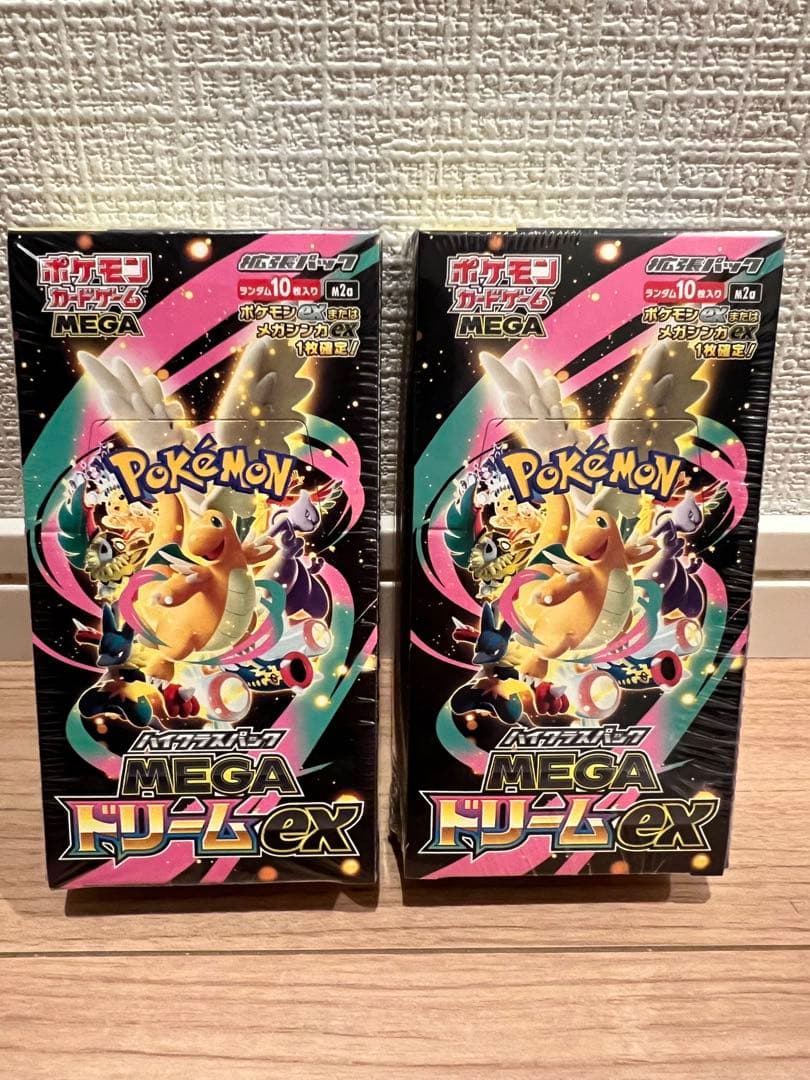 ポケモン
カードゲーム
MEGA
拡張パック
ランダム10枚入り
M2a
ポケモンexまたは
メガシンカex
1枚確定!
POKÉMON
ハイクラスパック
MEGA
ドリームex
ポケモン
カードゲーム
MEGA
拡張パック
ランダム10枚入り
M2a
ポケモンexまたは
メガシンカex
1枚確定!
POKÉMON
ハイクラスパック
MEGA
ドリームex